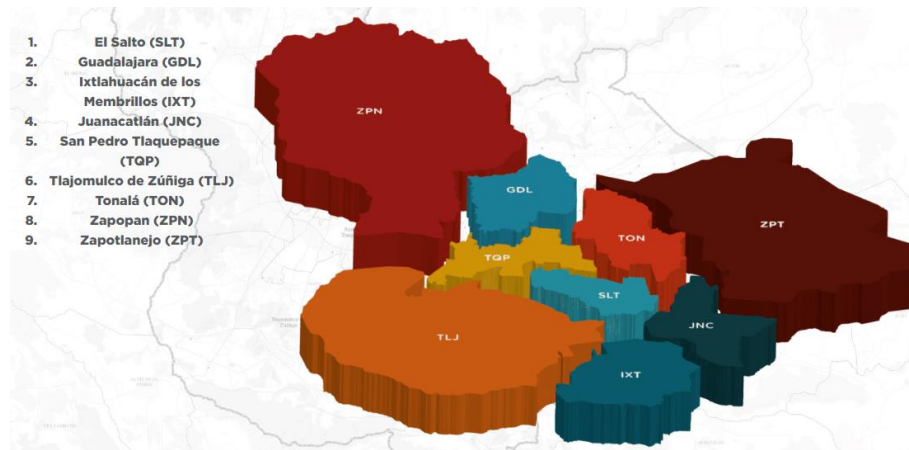 1. El Salto (SLT)
2. Guadalajara (GDL)
3. Ixtlahuacán de los
Membrillos (IXT)
4. Juanacatlán (JNC)
5. San Pedro Tlaquepaque
(TQP)
6. Tlajomulco de Zúñiga (TLJ)
7. Tonalá (TON)
8. Zapopan (ZPN)
9. Zapotlanejo (ZPT)
ZPN
GDL
ZPT
TON
TQP
SLT
JNC
TLJ
IXT